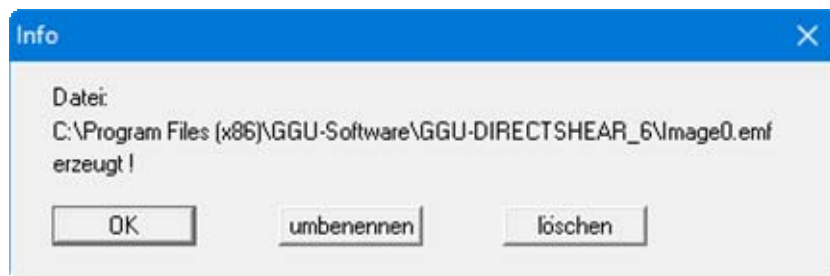 Info
Datei:
C:\Program Files (x86)\GGU-Software\GGU-DIRECTSHEAR_6\Image0.emf
erzeugt !
OK umbenennen löschen